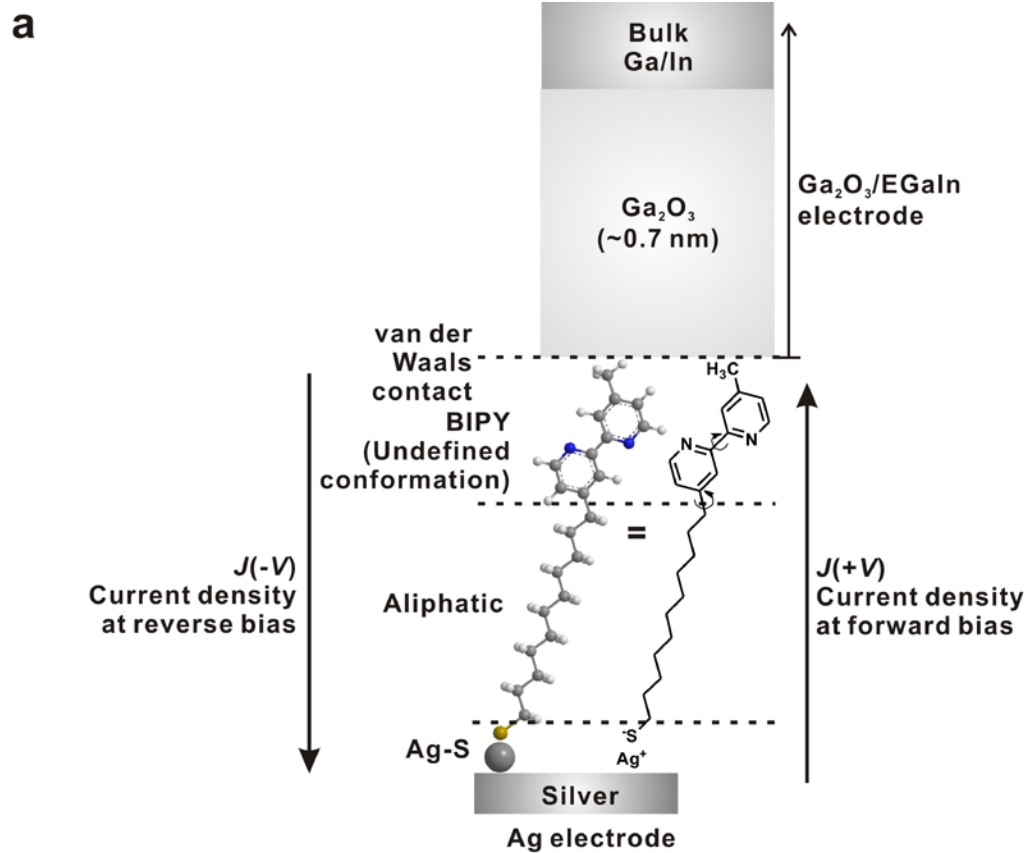 a
Bulk
Ga/In
Ga₂O₃/EGaIn
electrode
Ga₂O₃
(~0.7 nm)
van der
Waals
contact
H₃C
BIPY
(Undefined
conformation)
N
N
=
J(-V)
Current density
at reverse bias
Aliphatic
J(+V)
Current density
at forward bias
Ag-S
⁻S
Ag⁺
Silver
Ag electrode